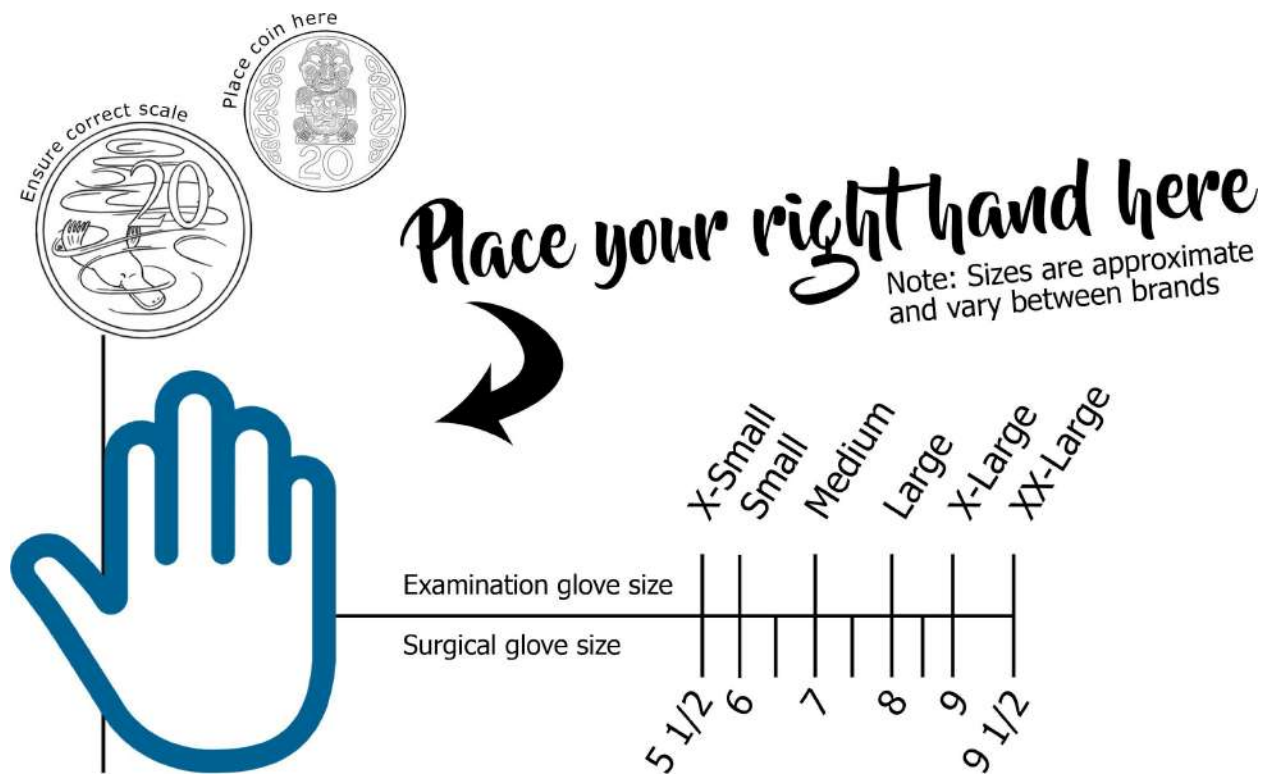 Place coin here
20
Ensure correct scale
20
Place your right hand here
Note: Sizes are approximate
and vary between brands
X-Small
Small
Medium
Large
X-Large
XX-Large
Examination glove size
Surgical glove size
5 1/2
6
7
8
9
9 1/2